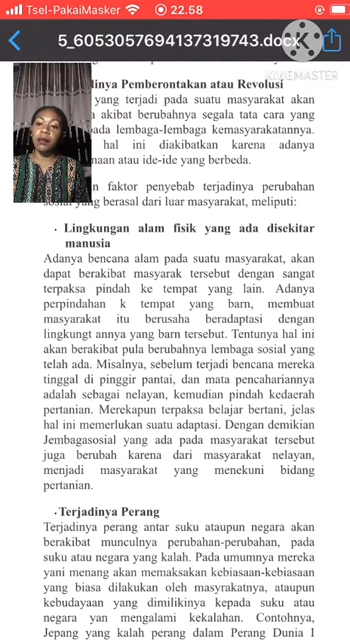 Tsel-PakaiMasker
22.58
5_6053057694137319743.docx
KINEMASTER
dinya Pemberontakan atau Revolusi
yang terjadi pada suatu masyarakat akan
akibat berubahnya segala tata cara yang
pada lembaga-lembaga kemasyarakatannya.
hal ini diakibatkan karena adanya
naan atau ide-ide yang berbeda.
n faktor penyebab terjadinya perubahan
sosial yang berasal dari luar masyarakat, meliputi:
· Lingkungan alam fisik yang ada disekitar
manusia
Adanya bencana alam pada suatu masyarakat, akan
dapat berakibat masyarak tersebut dengan sangat
terpaksa pindah ke tempat yang lain. Adanya
perpindahan k tempat yang barn, membuat
masyarakat itu berusaha beradaptasi dengan
lingkungt annya yang barn tersebut. Tentunya hal ini
akan berakibat pula berubahnya lembaga sosial yang
telah ada. Misalnya, sebelum terjadi bencana mereka
tinggal di pinggir pantai, dan mata pencahariannya
adalah sebagai nelayan, kemudian pindah kedaerah
pertanian. Merekapun terpaksa belajar bertani, jelas
hal ini memerlukan suatu adaptasi. Dengan demikian
Jembagasosial yang ada pada masyarakat tersebut
juga berubah karena dari masyarakat nelayan,
menjadi masyarakat yang menekuni bidang
pertanian.
· Terjadinya Perang
Terjadinya perang antar suku ataupun negara akan
berakibat munculnya perubahan-perubahan, pada
suku atau negara yang kalah. Pada umumnya mereka
yani menang akan memaksakan kebiasaan-kebiasaan
yang biasa dilakukan oleh masyrakatnya, ataupun
kebudayaan yang dimilikinya kepada suku atau
negara yan mengalami kekalahan. Contohnya,
Jepang yang kalah perang dalam Perang Dunia I